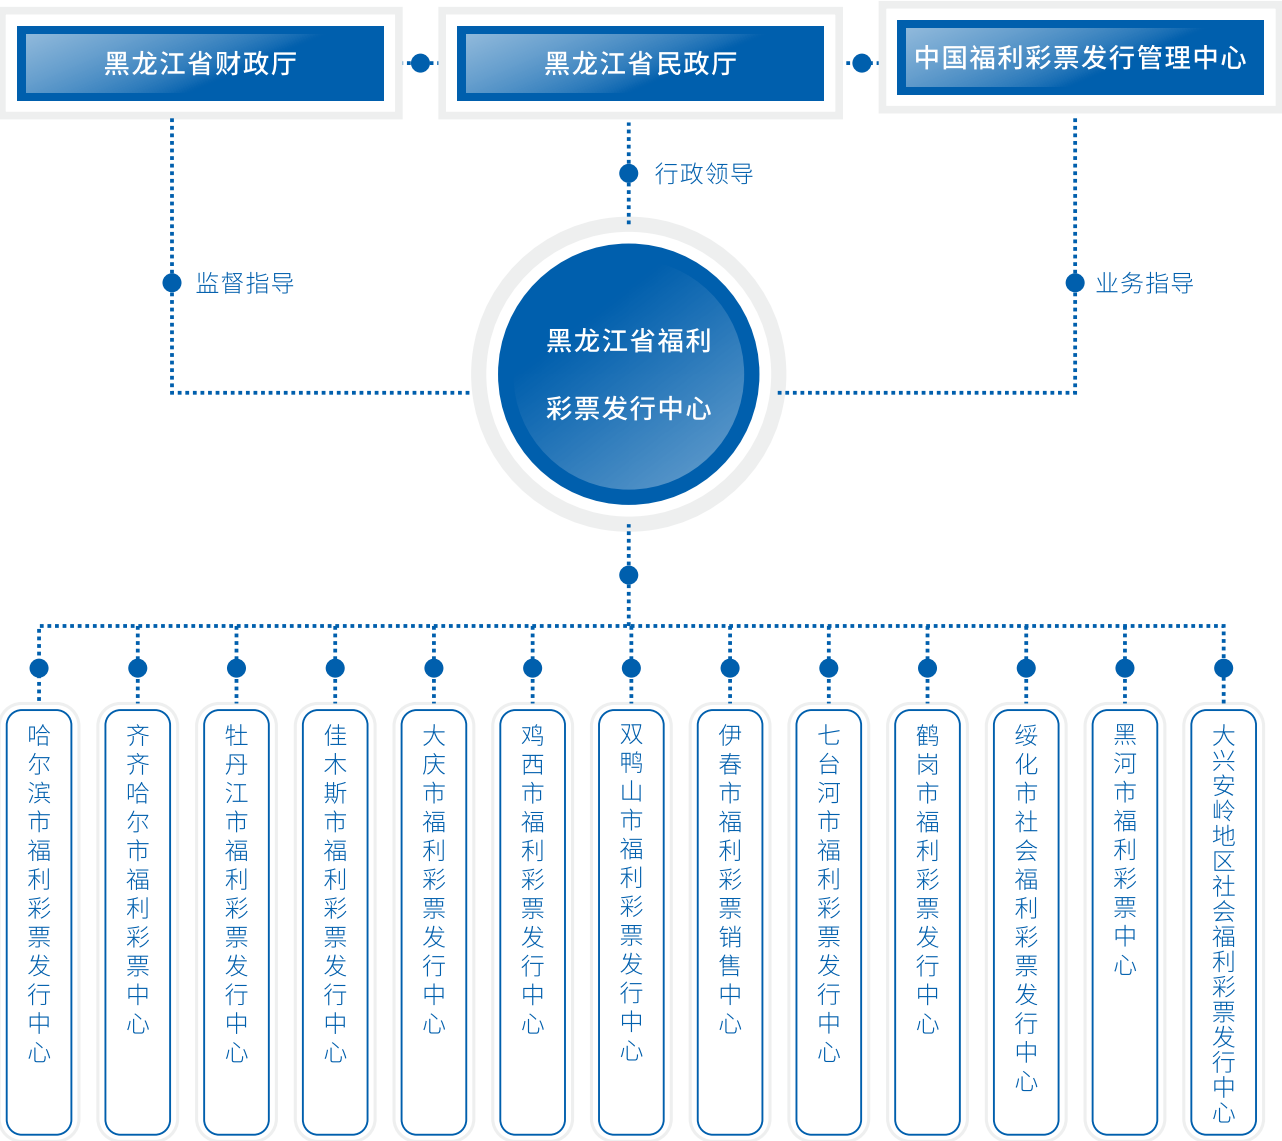 黑龙江省财政厅
黑龙江省民政厅
中国福利彩票发行管理中心
行政领导
监督指导
业务指导
黑龙江省福利
彩票发行中心
哈尔滨市福利彩票发行中心
齐齐哈尔市福利彩票中心
牡丹江市福利彩票发行中心
佳木斯市福利彩票发行中心
大庆市福利彩票发行中心
鸡西市福利彩票发行中心
双鸭山市福利彩票发行中心
伊春市福利彩票销售中心
七台河市福利彩票发行中心
鹤岗市福利彩票发行中心
绥化市社会福利彩票发行中心
黑河市福利彩票中心
大兴安岭地区社会福利彩票发行中心